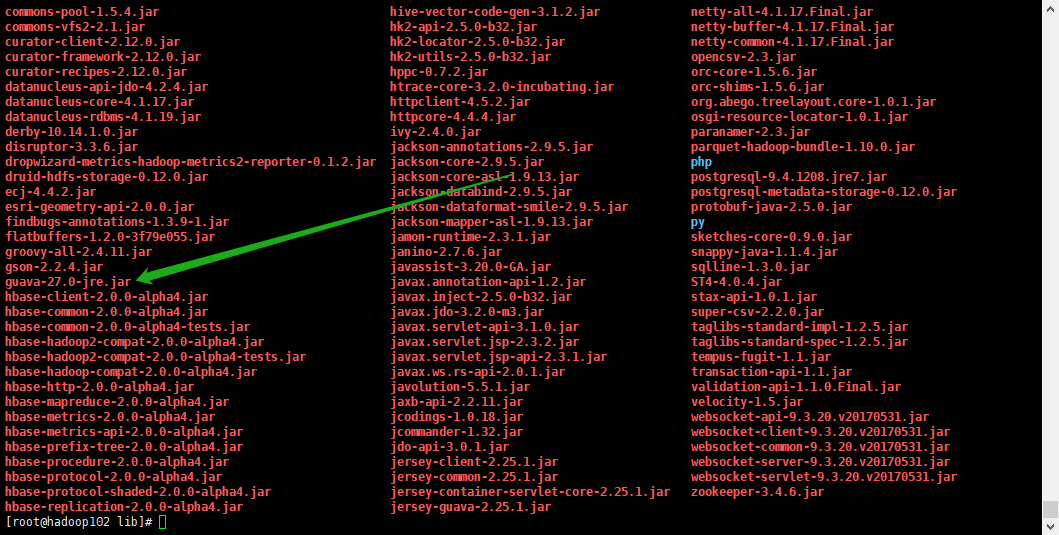 commons-pool-1.5.4.jar hive-vector-code-gen-3.1.2.jar netty-all-4.1.17.Final.jar
commons-vfs2-2.1.jar hk2-api-2.5.0-b32.jar netty-buffer-4.1.17.Final.jar
curator-client-2.12.0.jar hk2-locator-2.5.0-b32.jar netty-common-4.1.17.Final.jar
curator-framework-2.12.0.jar hk2-utils-2.5.0-b32.jar opencsv-2.3.jar
curator-recipes-2.12.0.jar hppc-0.7.2.jar orc-core-1.5.6.jar
datanucleus-api-jdo-4.2.4.jar htrace-core-3.2.0-incubating.jar orc-shims-1.5.6.jar
datanucleus-core-4.1.17.jar httpclient-4.5.2.jar org.abego.treelayout.core-1.0.1.jar
datanucleus-rdbms-4.1.19.jar httpcore-4.4.4.jar osgi-resource-locator-1.0.1.jar
derby-10.14.1.0.jar ivy-2.4.0.jar paranamer-2.3.jar
disruptor-3.3.6.jar jackson-annotations-2.9.5.jar parquet-hadoop-bundle-1.10.0.jar
dropwizard-metrics-hadoop-metrics2-reporter-0.1.2.jar jackson-core-2.9.5.jar php
druid-hdfs-storage-0.12.0.jar jackson-core-asl-1.9.13.jar postgresql-9.4.1208.jre7.jar
ecj-4.4.2.jar jackson-databind-2.9.5.jar postgresql-metadata-storage-0.12.0.jar
esri-geometry-api-2.0.0.jar jackson-dataformat-smile-2.9.5.jar protobuf-java-2.5.0.jar
findbugs-annotations-1.3.9-1.jar jackson-mapper-asl-1.9.13.jar py
flatbuffers-1.2.0-3f79e055.jar jamon-runtime-2.3.1.jar sketches-core-0.9.0.jar
groovy-all-2.4.11.jar janino-2.7.6.jar snappy-java-1.1.4.jar
gson-2.2.4.jar javassist-3.20.0-GA.jar sqlline-1.3.0.jar
guava-27.0-jre.jar javax.annotation-api-1.2.jar ST4-4.0.4.jar
hbase-client-2.0.0-alpha4.jar javax.inject-2.5.0-b32.jar stax-api-1.0.1.jar
hbase-common-2.0.0-alpha4.jar javax.jdo-3.2.0-m3.jar super-csv-2.2.0.jar
hbase-common-2.0.0-alpha4-tests.jar javax.servlet-api-3.1.0.jar taglibs-standard-impl-1.2.5.jar
hbase-hadoop2-compat-2.0.0-alpha4.jar javax.servlet.jsp-2.3.2.jar taglibs-standard-spec-1.2.5.jar
hbase-hadoop2-compat-2.0.0-alpha4-tests.jar javax.servlet.jsp-api-2.3.1.jar tempus-fugit-1.1.jar
hbase-hadoop-compat-2.0.0-alpha4.jar javax.ws.rs-api-2.0.1.jar transaction-api-1.1.jar
hbase-http-2.0.0-alpha4.jar javolution-5.5.1.jar validation-api-1.1.0.Final.jar
hbase-mapreduce-2.0.0-alpha4.jar jaxb-api-2.2.11.jar velocity-1.5.jar
hbase-metrics-2.0.0-alpha4.jar jcodings-1.0.18.jar websocket-api-9.3.20.v20170531.jar
hbase-metrics-api-2.0.0-alpha4.jar jcommander-1.32.jar websocket-client-9.3.20.v20170531.jar
hbase-prefix-tree-2.0.0-alpha4.jar jdo-api-3.0.1.jar websocket-common-9.3.20.v20170531.jar
hbase-procedure-2.0.0-alpha4.jar jersey-client-2.25.1.jar websocket-server-9.3.20.v20170531.jar
hbase-protocol-2.0.0-alpha4.jar jersey-common-2.25.1.jar websocket-servlet-9.3.20.v20170531.jar
hbase-protocol-shaded-2.0.0-alpha4.jar jersey-container-servlet-core-2.25.1.jar zookeeper-3.4.6.jar
hbase-replication-2.0.0-alpha4.jar jersey-guava-2.25.1.jar
[root@hadoop102 lib]#